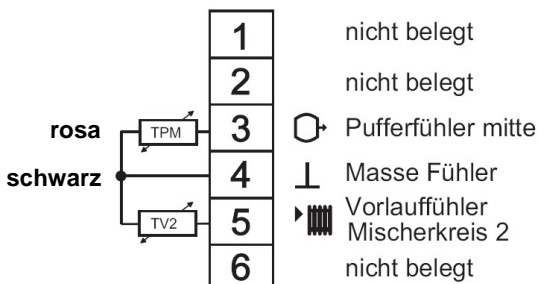 1 nicht belegt
2 nicht belegt
rosa TPM 3 Pufferfühler mitte
schwarz 4 Masse Fühler
TV2 5 Vorlauffühler
Mischerkreis 2
6 nicht belegt